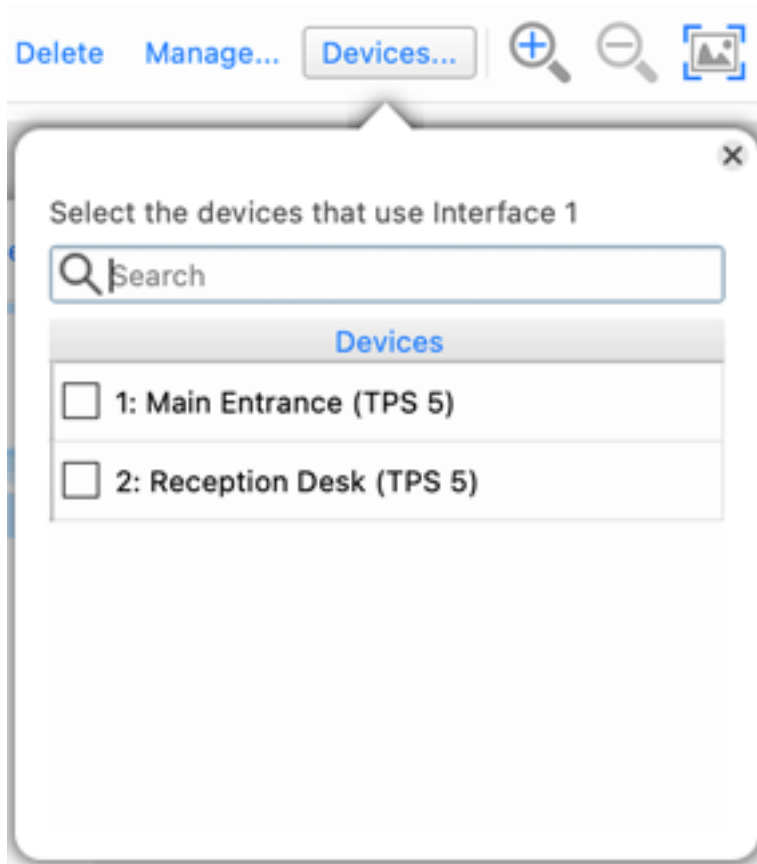 Delete Manage... Devices...
Select the devices that use Interface 1
Search
Devices
1: Main Entrance (TPS 5)
2: Reception Desk (TPS 5)